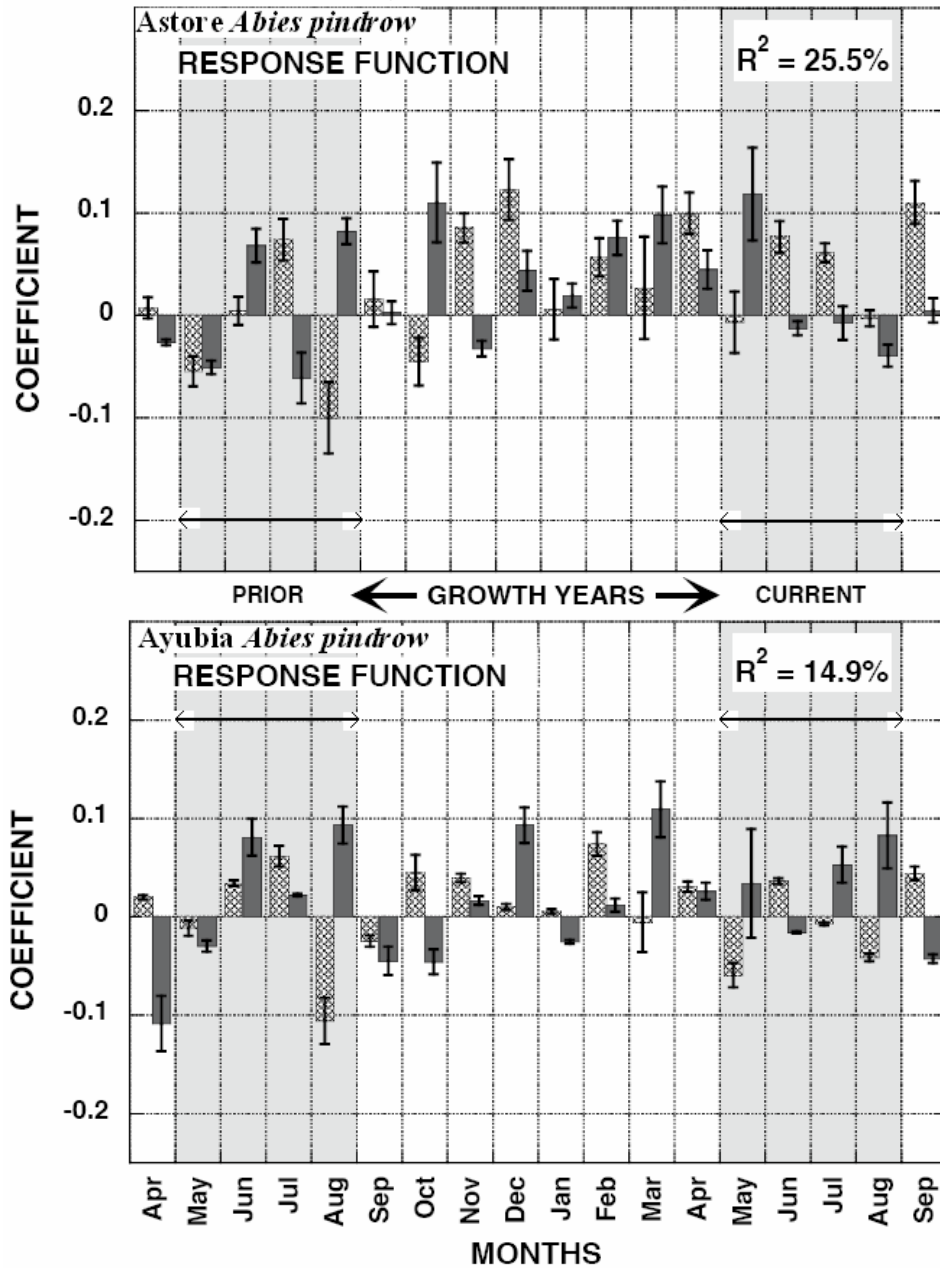 Astore Abies pindrow
RESPONSE FUNCTION
R² = 25.5%
0.2
0.1
0
-0.1
-0.2
COEFFICIENT
PRIOR GROWTH YEARS CURRENT
Ayubia Abies pindrow
RESPONSE FUNCTION
R² = 14.9%
0.2
0.1
0
-0.1
-0.2
COEFFICIENT
Apr May Jun Jul Aug Sep Oct Nov Dec Jan Feb Mar Apr May Jun Jul Aug Sep
MONTHS